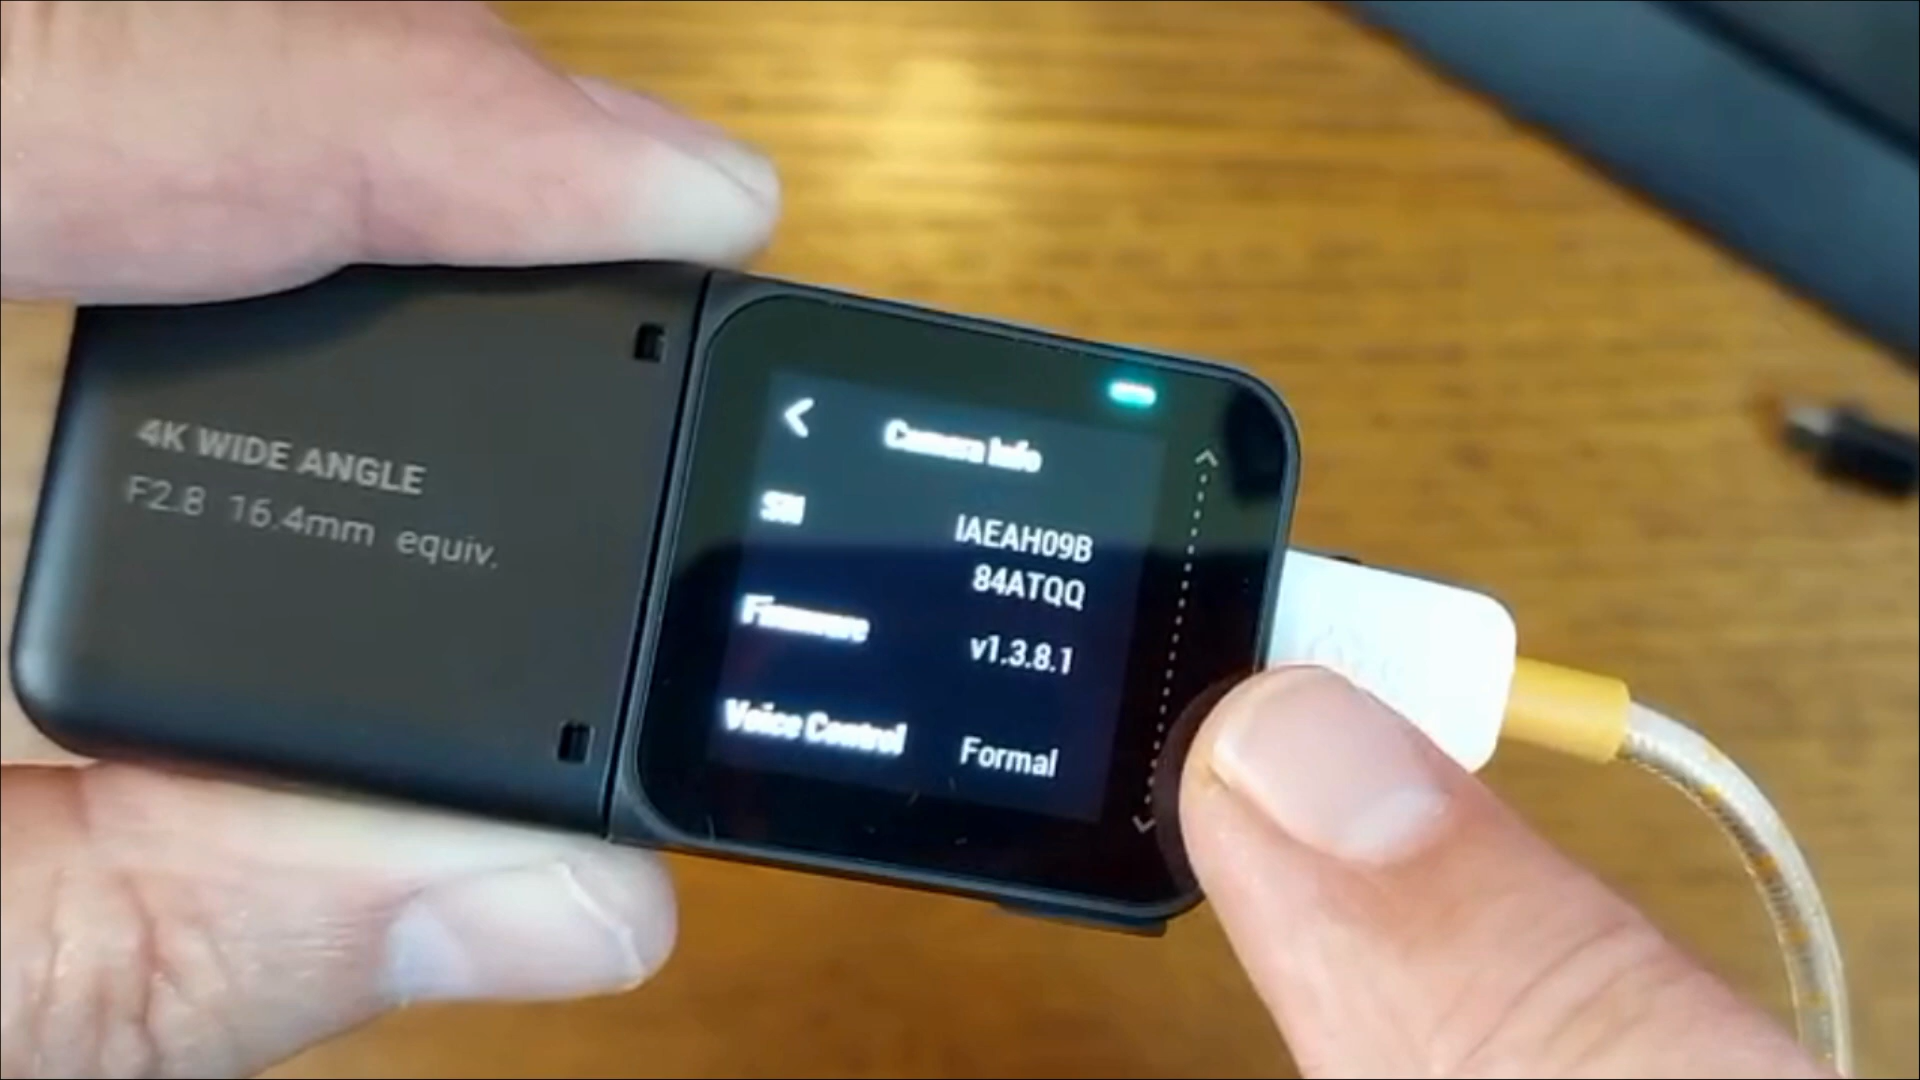 4K WIDE ANGLE
F2.8 16.4mm equiv.
Camera Info
SN
IAEAH09B
84ATQQ
Firmware
v1.3.8.1
Voice Control
Formal